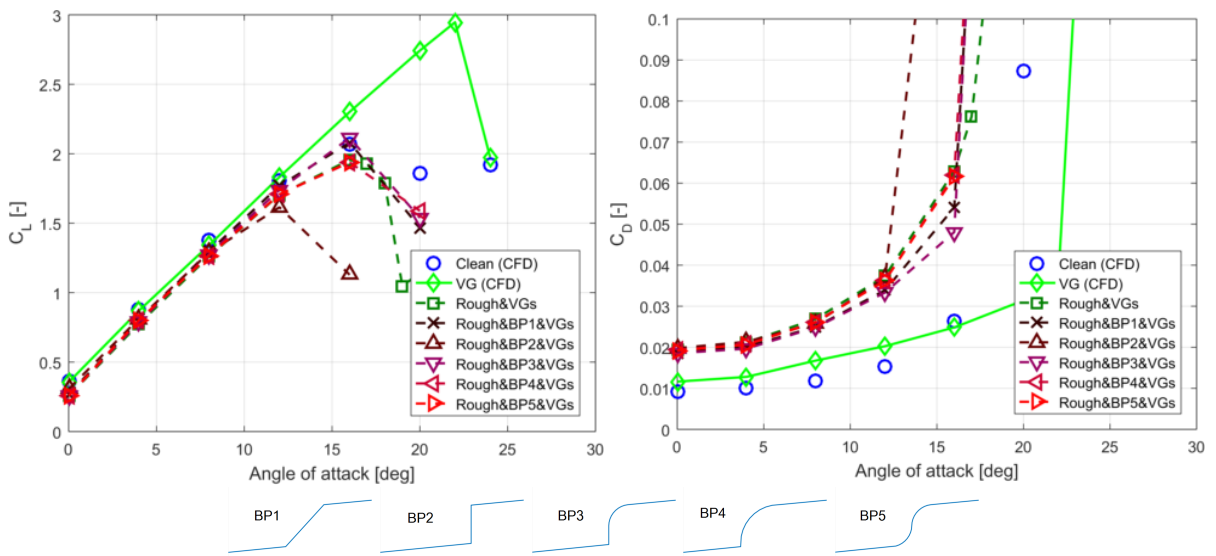 3
2.5
2
1.5
1
0.5
0
C_L [-]
0 5 10 15 20 25 30
Angle of attack [deg]
Clean (CFD)
VG (CFD)
Rough&VGs
Rough&BP1&VGs
Rough&BP2&VGs
Rough&BP3&VGs
Rough&BP4&VGs
Rough&BP5&VGs
0.1
0.09
0.08
0.07
0.06
0.05
0.04
0.03
0.02
0.01
0
C_D [-]
0 5 10 15 20 25 30
Angle of attack [deg]
Clean (CFD)
VG (CFD)
Rough&VGs
Rough&BP1&VGs
Rough&BP2&VGs
Rough&BP3&VGs
Rough&BP4&VGs
Rough&BP5&VGs
BP1 BP2 BP3 BP4 BP5